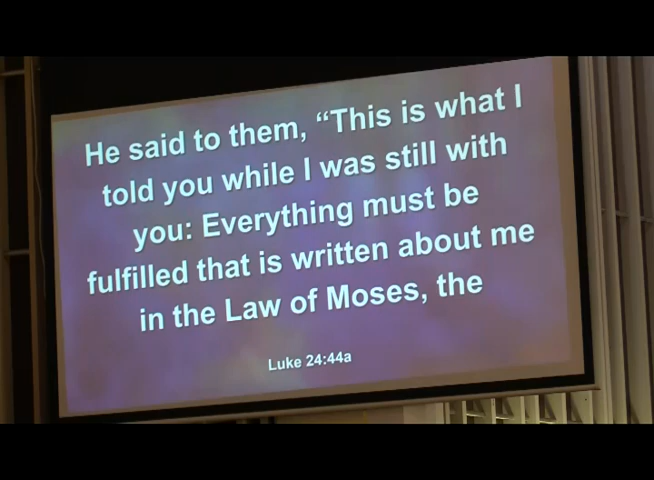 He said to them, “This is what I
told you while I was still with
you: Everything must be
fulfilled that is written about me
in the Law of Moses, the
Luke 24:44a